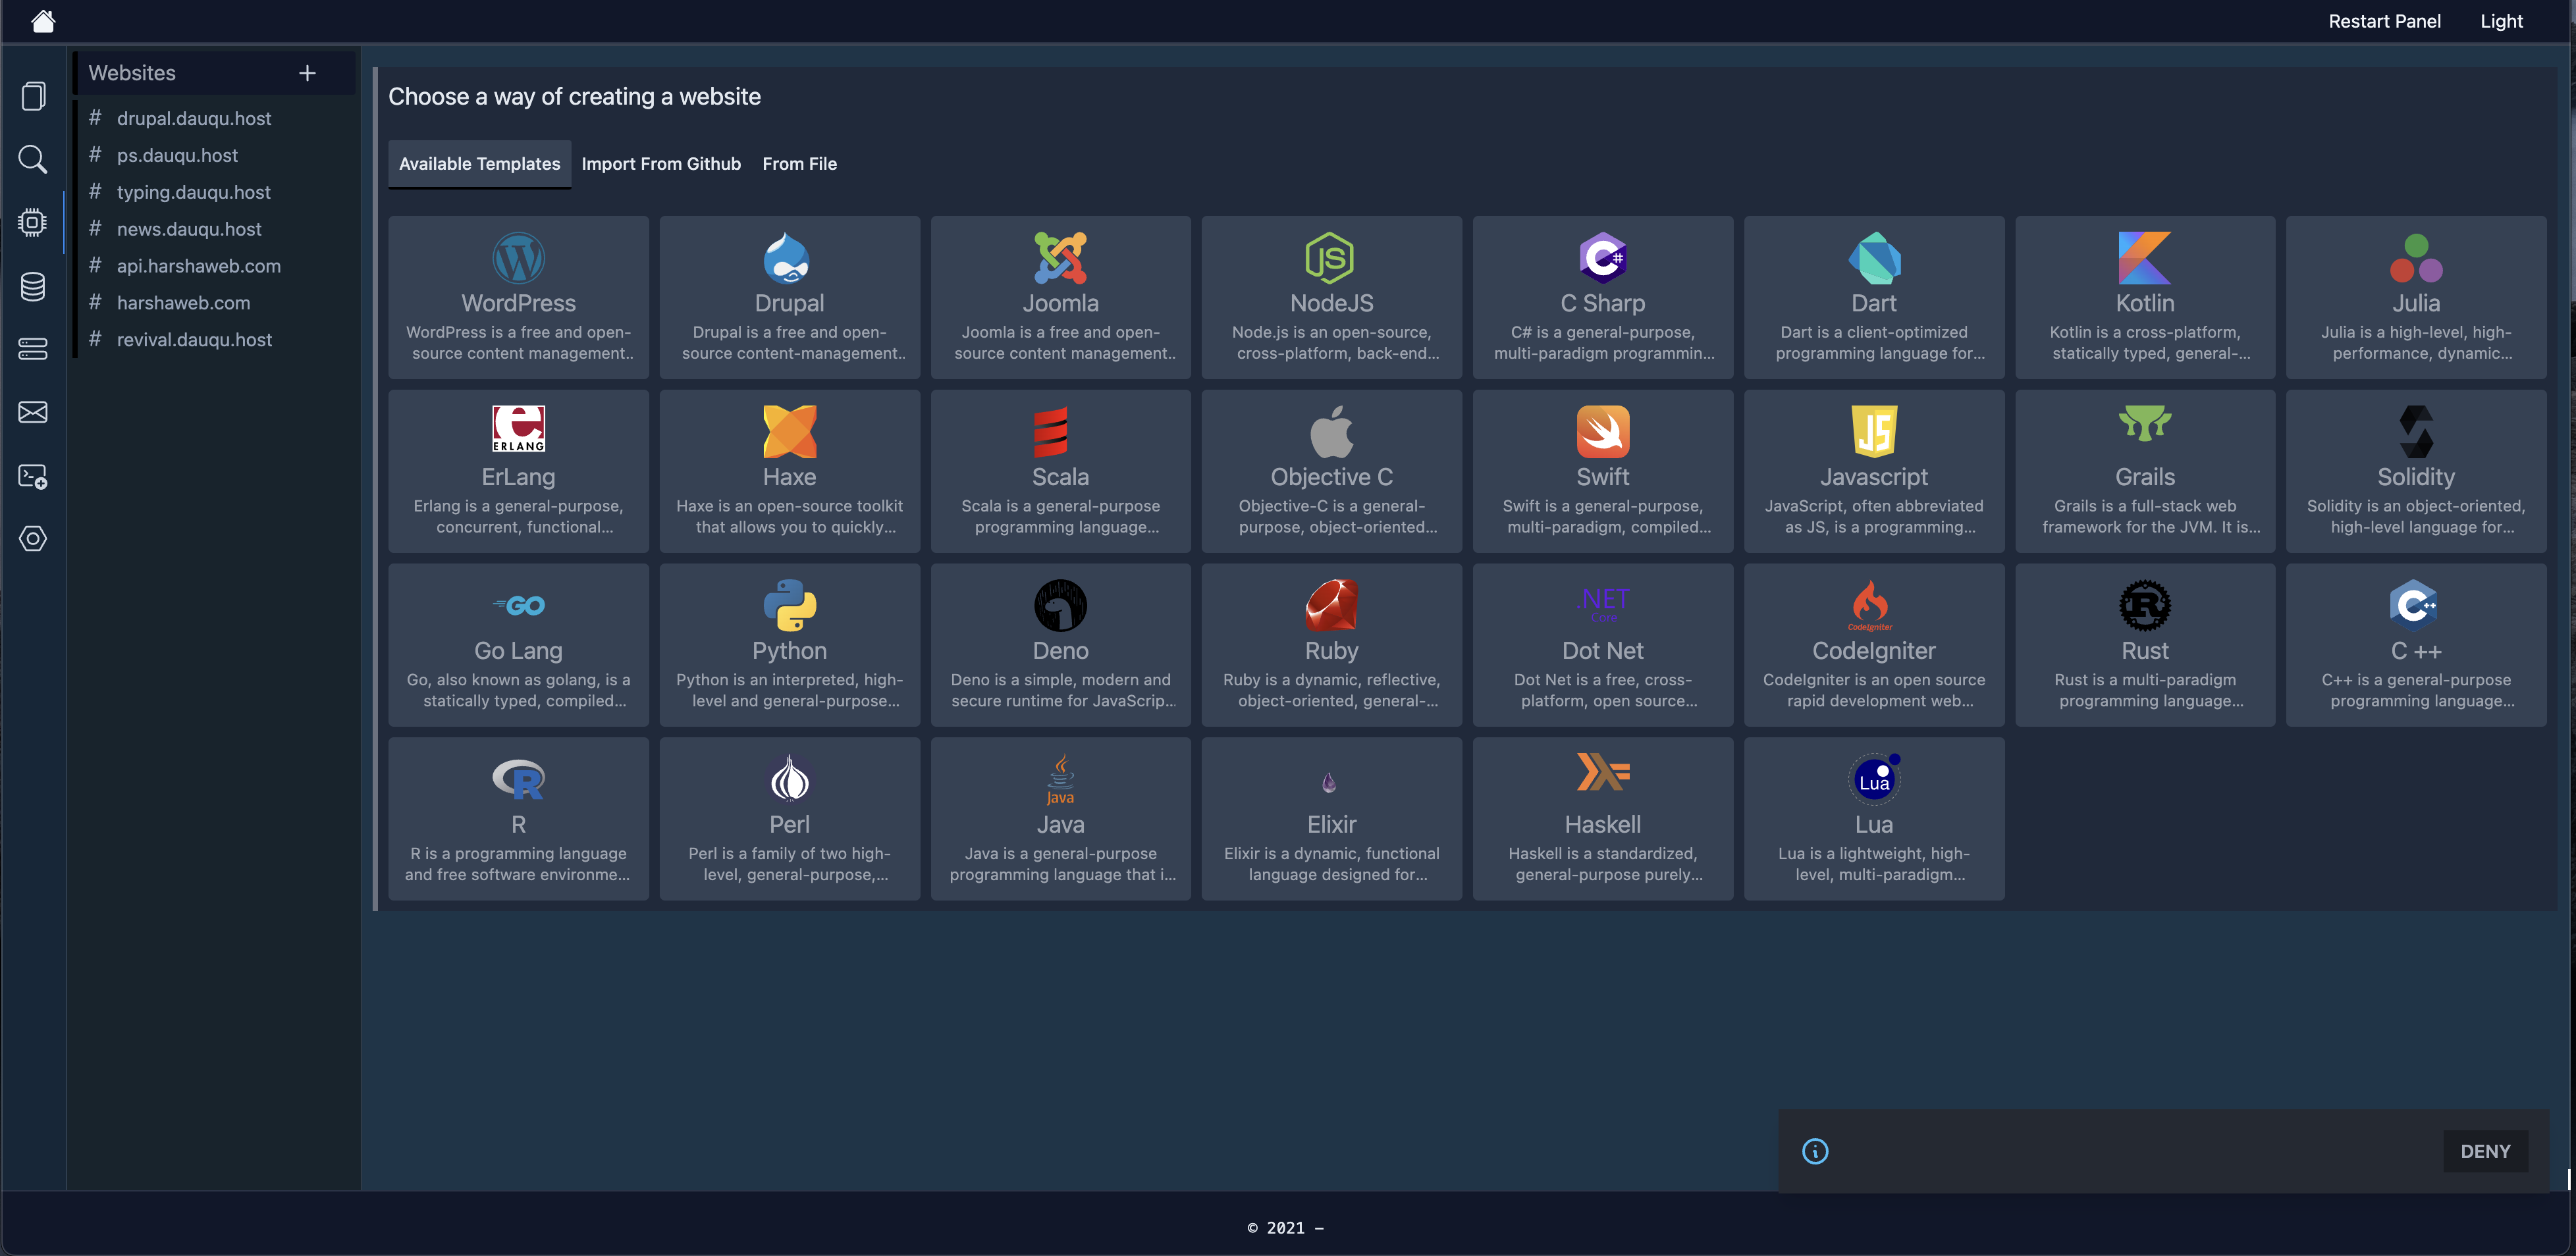 Restart Panel Light
Websites +
# drupal.dauqu.host
# ps.dauqu.host
# typing.dauqu.host
# news.dauqu.host
# api.harshaweb.com
# harshaweb.com
# revival.dauqu.host
Choose a way of creating a website
Available Templates Import From Github From File
WordPress
WordPress is a free and open-
source content management..
Drupal
Drupal is a free and open-
source content-management..
Joomla
Joomla is a free and open-
source content management..
JS
NodeJS
Node.js is an open-source,
cross-platform, back-end...
C#
C Sharp
C# is a general-purpose,
multi-paradigm programmin...
Dart
Dart is a client-optimized
programming language for...
Kotlin
Kotlin is a cross-platform,
statically typed, general-...
Julia
Julia is a high-level, high-
performance, dynamic...
e
ERLANG
ErLang
Erlang is a general-purpose,
concurrent, functional...
Haxe
Haxe is an open-source toolkit
that allows you to quickly...
Scala
Scala is a general-purpose
programming language...
Objective C
Objective-C is a general-
purpose, object-oriented...
Swift
Swift is a general-purpose,
multi-paradigm, compiled...
JS
Javascript
JavaScript, often abbreviated
as JS, is a programming...
Grails
Grails is a full-stack web
framework for the JVM. It is...
Solidity
Solidity is an object-oriented,
high-level language for...
GO
Go Lang
Go, also known as golang, is a
statically typed, compiled...
Python
Python is an interpreted, high-
level and general-purpose...
Deno
Deno is a simple, modern and
secure runtime for JavaScrip...
Ruby
Ruby is a dynamic, reflective,
object-oriented, general-...
.NET
Core
Dot Net
Dot Net is a free, cross-
platform, open source...
CodeIgniter
CodeIgniter
CodeIgniter is an open source
rapid development web...
R
Rust
Rust is a multi-paradigm
programming language...
C++
C ++
C++ is a general-purpose
programming language...
R
R
R is a programming language
and free software environme...
Perl
Perl is a family of two high-
level, general-purpose,...
Java
Java
Java is a general-purpose
programming language that i...
Elixir
Elixir is a dynamic, functional
language designed for...
Haskell
Haskell is a standardized,
general-purpose purely...
Lua
Lua
Lua is a lightweight, high-
level, multi-paradigm...
DENY
© 2021 -